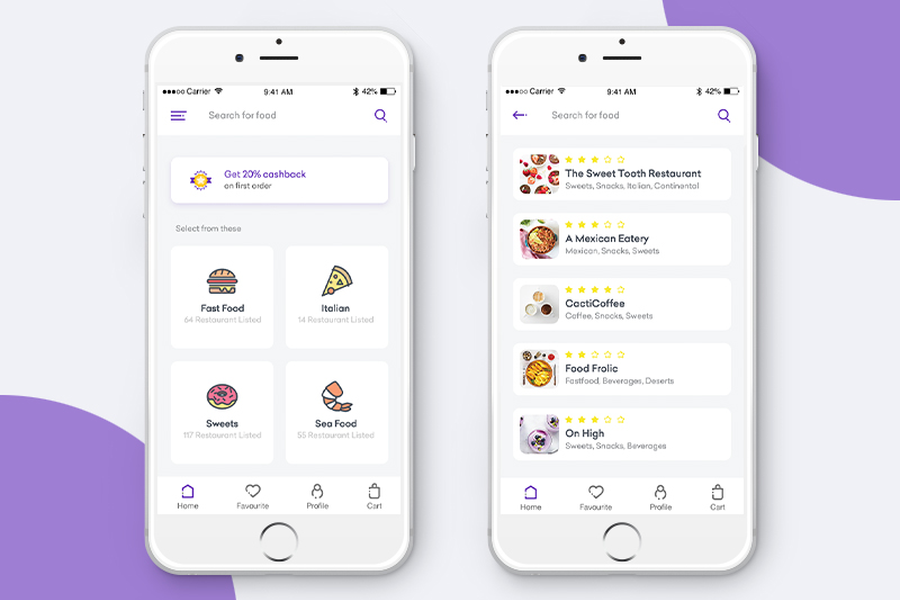 Carrier 9:41 AM 42%
Search for food
Get 20% cashback
on first order
Select from these
Fast Food
64 Restaurant Listed
Italian
14 Restaurant Listed
Sweets
117 Restaurant Listed
Sea Food
55 Restaurant Listed
Home Favourite Profile Cart
Carrier 9:41 AM 42%
Search for food
The Sweet Tooth Restaurant
Sweets, Snacks, Italian, Continental
A Mexican Eatery
Mexican, Snacks, Sweets
CactiCoffee
Coffee, Snacks, Sweets
Food Frolic
Fastfood, Beverages, Deserts
On High
Sweets, Snacks, Beverages
Home Favourite Profile Cart